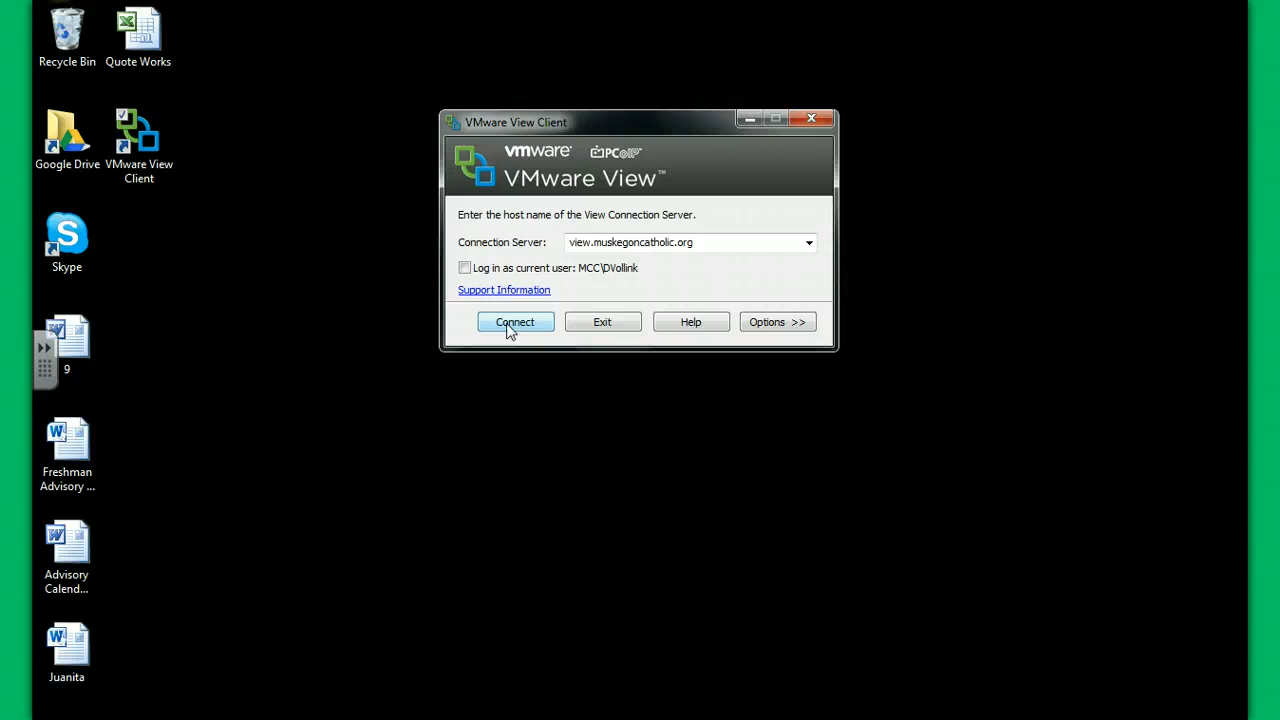 Recycle Bin
Quote Works
Google Drive
VMware View
Client
Skype
9
Freshman
Advisory ...
Advisory
Calend...
Juanita
VMware View Client
vmware PCoIP
VMware View™
Enter the host name of the View Connection Server.
Connection Server: view.muskegoncatholic.org
Log in as current user: MCC\DVollink
Support Information
Connect Exit Help Options >>